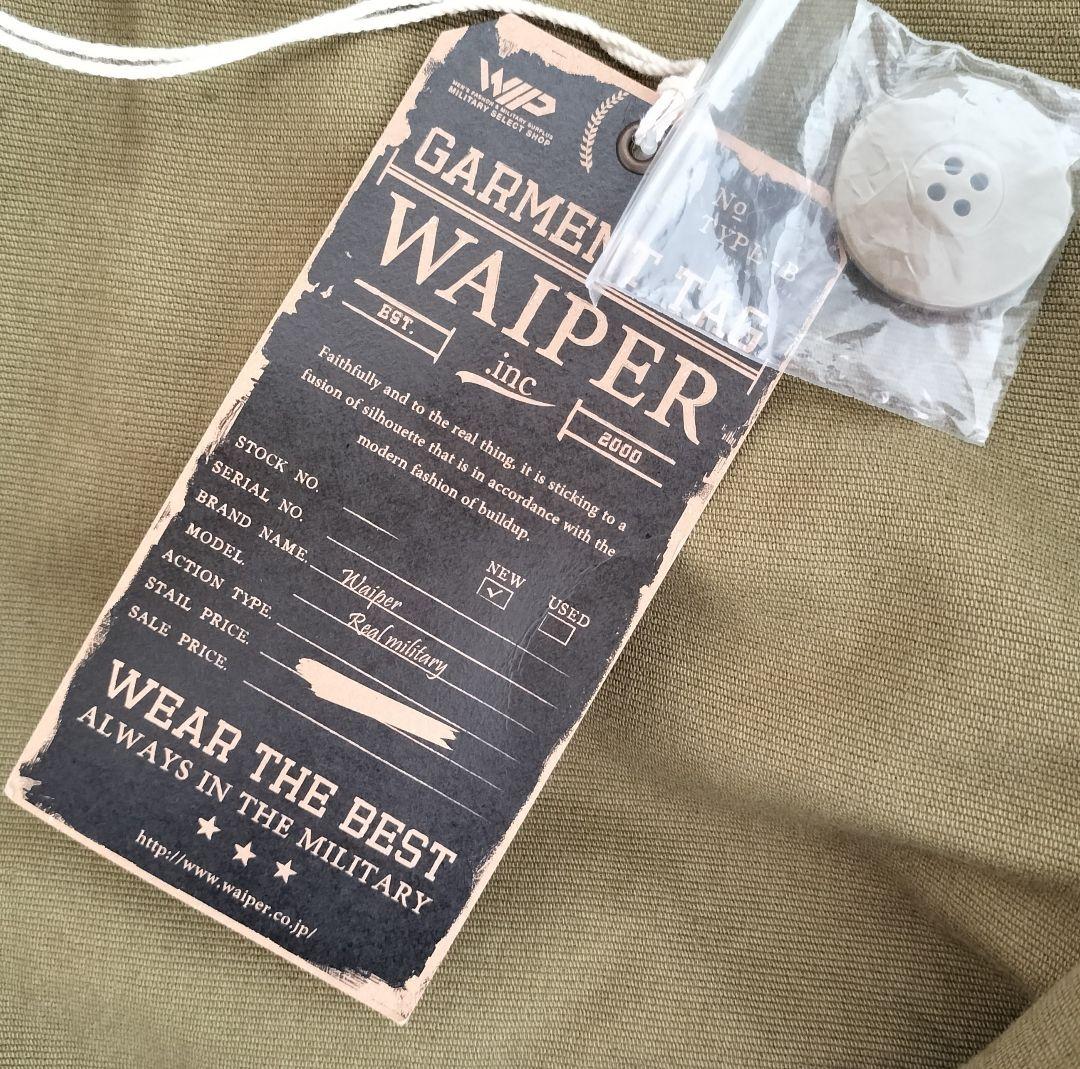 WIP
MEN'S FASHION & MILITARY SURPLUS
MILITARY SELECT SHOP
No
TYPE-B
GARMENT TAG
WAIPER
.inc
EST.
2000
Faithfully and to the real thing, it is sticking to a
fusion of silhouette that is in accordance with the
modern fashion of buildup.
STOCK NO.
SERIAL NO.
NEW
USED
BRAND NAME. Waiper
MODEL. Real military
ACTION TYPE.
STAIL PRICE.
SALE PRICE.
WEAR THE BEST
ALWAYS IN THE MILITARY
http://www.waiper.co.jp/